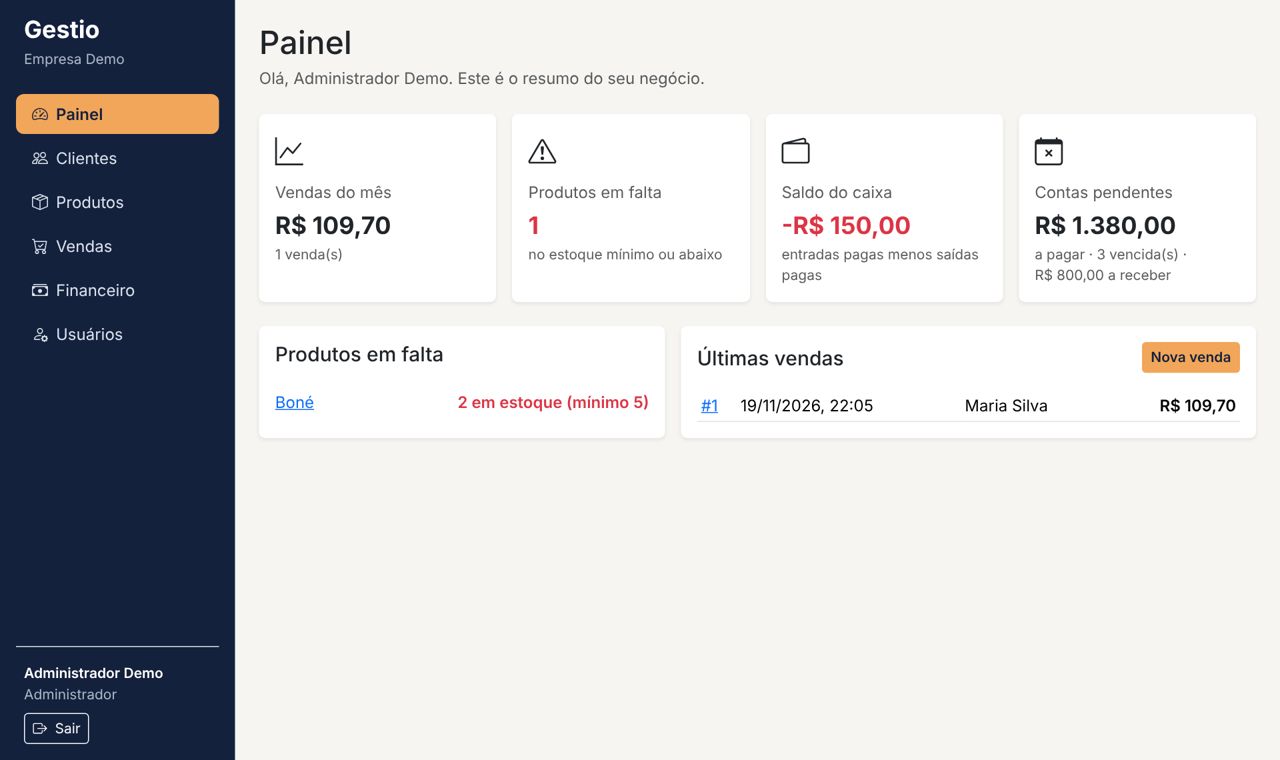 Gestio
Empresa Demo
Painel
Clientes
Produtos
Vendas
Financeiro
Usuários
Administrador Demo
Administrador
Sair
Painel
Olá, Administrador Demo. Este é o resumo do seu negócio.
Vendas do mês
R$ 109,70
1 venda(s)
Produtos em falta
1
no estoque mínimo ou abaixo
Saldo do caixa
-R$ 150,00
entradas pagas menos saídas
pagas
Contas pendentes
R$ 1.380,00
a pagar · 3 vencida(s) ·
R$ 800,00 a receber
Produtos em falta
Boné 2 em estoque (mínimo 5)
Últimas vendas Nova venda
#1 19/11/2026, 22:05 Maria Silva R$ 109,70